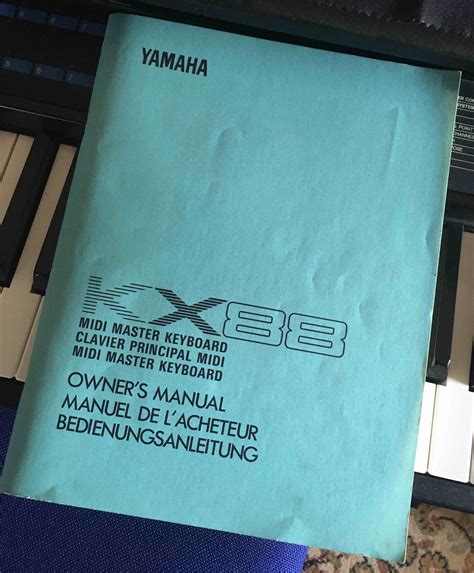 YAMAHA
KX88
MIDI MASTER KEYBOARD
CLAVIER PRINCIPAL MIDI
MIDI MASTER KEYBOARD
OWNER'S MANUAL
MANUEL DE L'ACHETEUR
BEDIENUNGSANLEITUNG